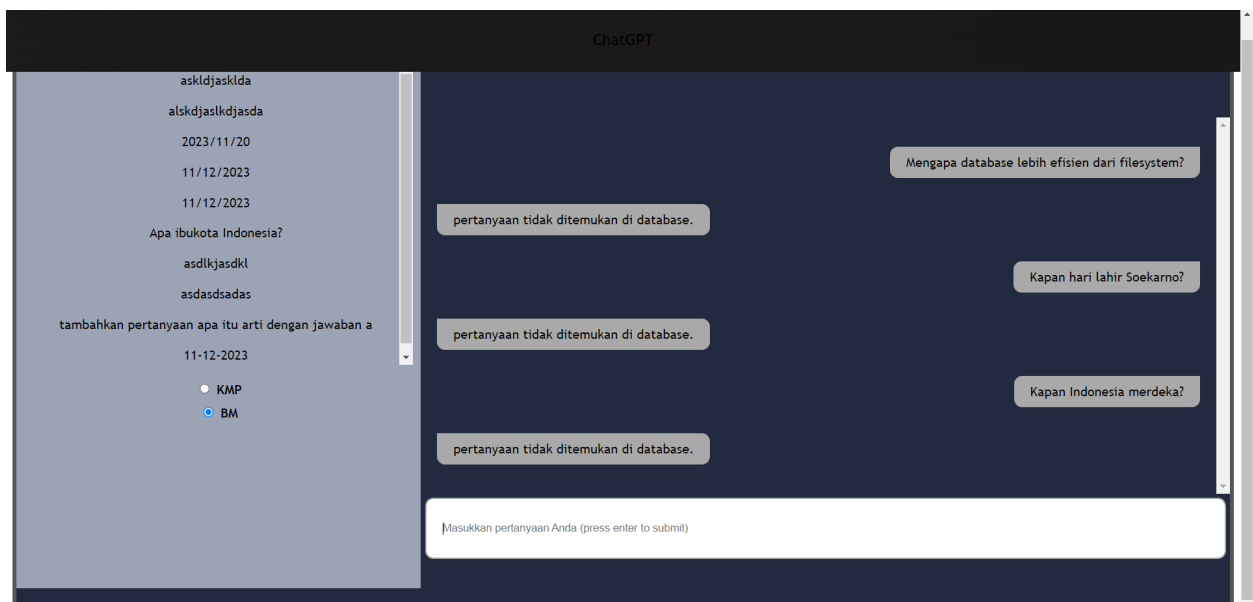 ChatGPT
askldjasklda
alskdjaslkdjasda
2023/11/20
11/12/2023
11/12/2023
Apa ibukota Indonesia?
asdlkjasdkl
asdasdsadas
tambahkan pertanyaan apa itu arti dengan jawaban a
11-12-2023
KMP
BM
Mengapa database lebih efisien dari filesystem?
pertanyaan tidak ditemukan di database.
Kapan hari lahir Soekarno?
pertanyaan tidak ditemukan di database.
Kapan Indonesia merdeka?
pertanyaan tidak ditemukan di database.
Masukkan pertanyaan Anda (press enter to submit)